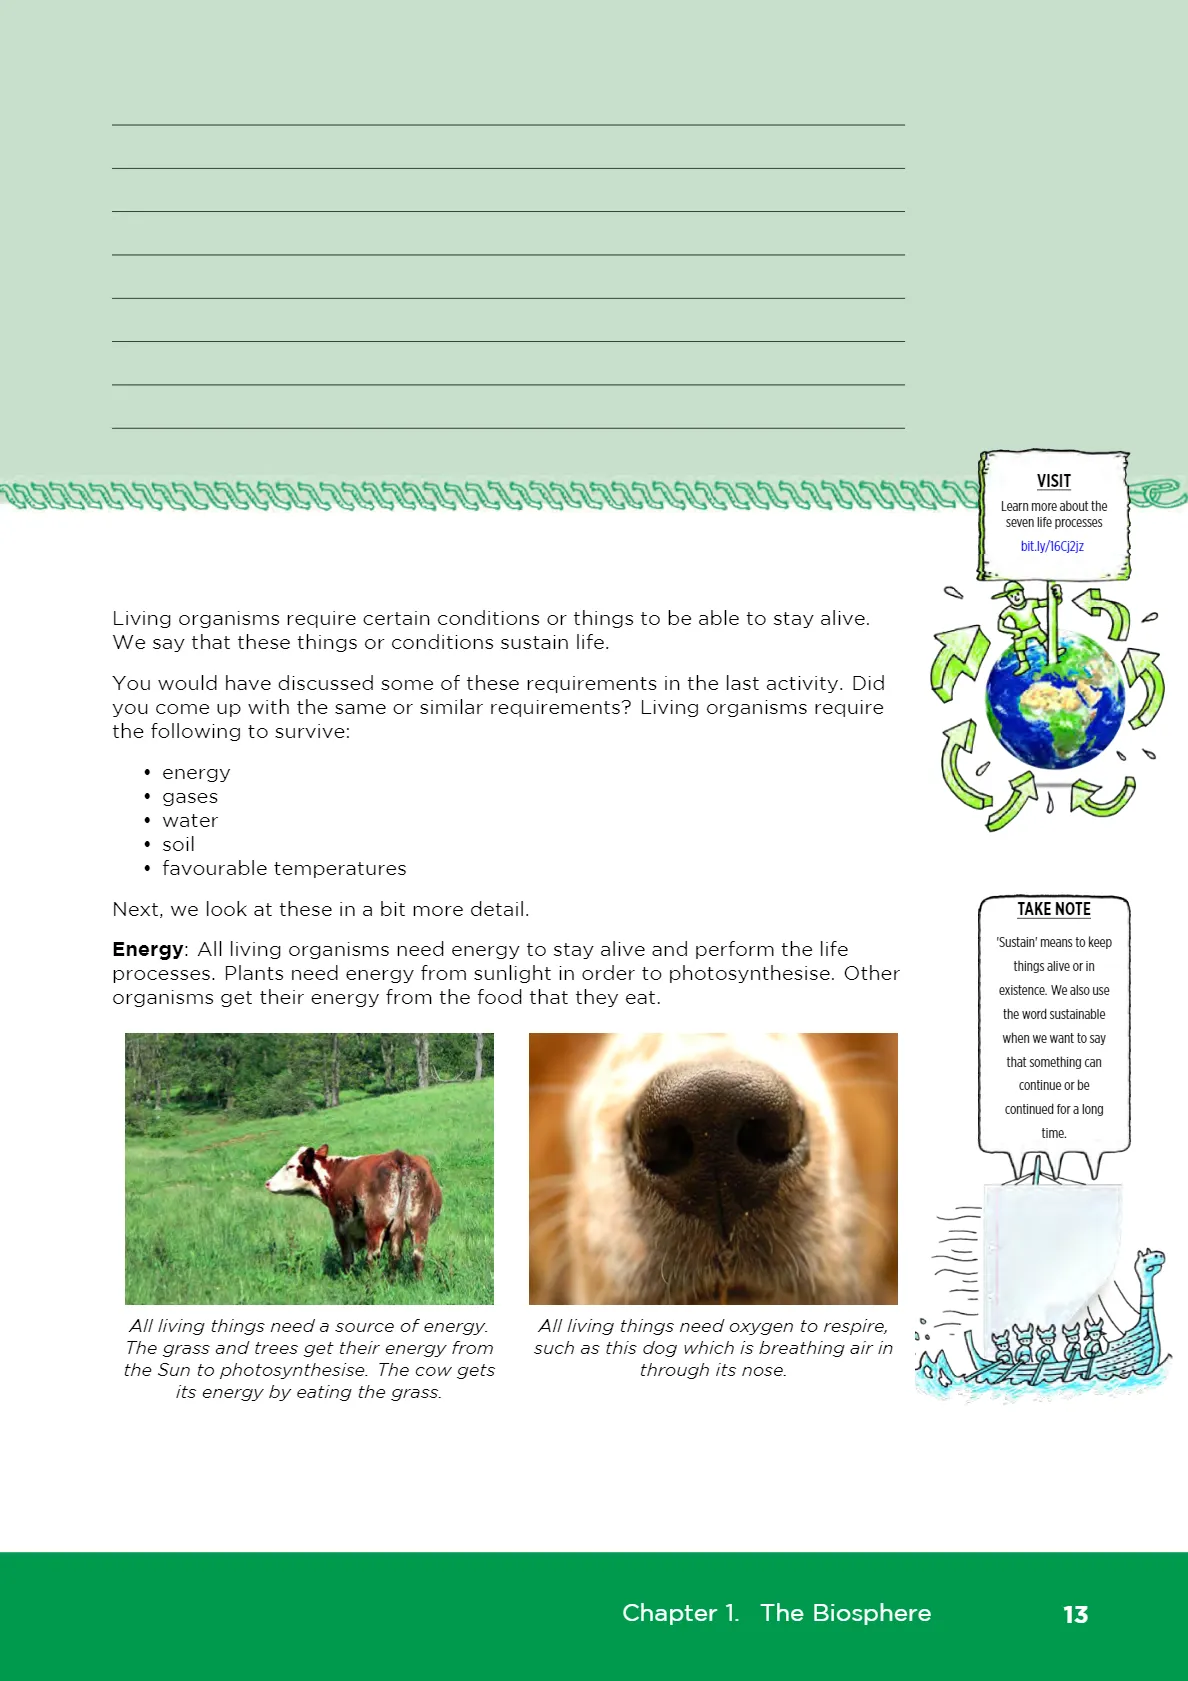 VISIT
Learn more about the
seven life processes
bit.ly/16Cj2jz
Living organisms require certain conditions or things to be able to stay alive.
We say that these things or conditions sustain life.
You would have discussed some of these requirements in the last activity. Did
you come up with the same or similar requirements? Living organisms require
the following to survive:
• energy
• gases
• water
• soil
• favourable temperatures
Next, we look at these in a bit more detail.
Energy: All living organisms need energy to stay alive and perform the life
processes. Plants need energy from sunlight in order to photosynthesise. Other
organisms get their energy from the food that they eat.
TAKE NOTE
'Sustain' means to keep
things alive or in
existence. We also use
the word sustainable
when we want to say
that something can
continue or be
continued for a long
time.
All living things need a source of energy.
The grass and trees get their energy from
the Sun to photosynthesise. The cow gets
its energy by eating the grass.
All living things need oxygen to respire,
such as this dog which is breathing air in
through its nose.
Chapter 1. The Biosphere
13